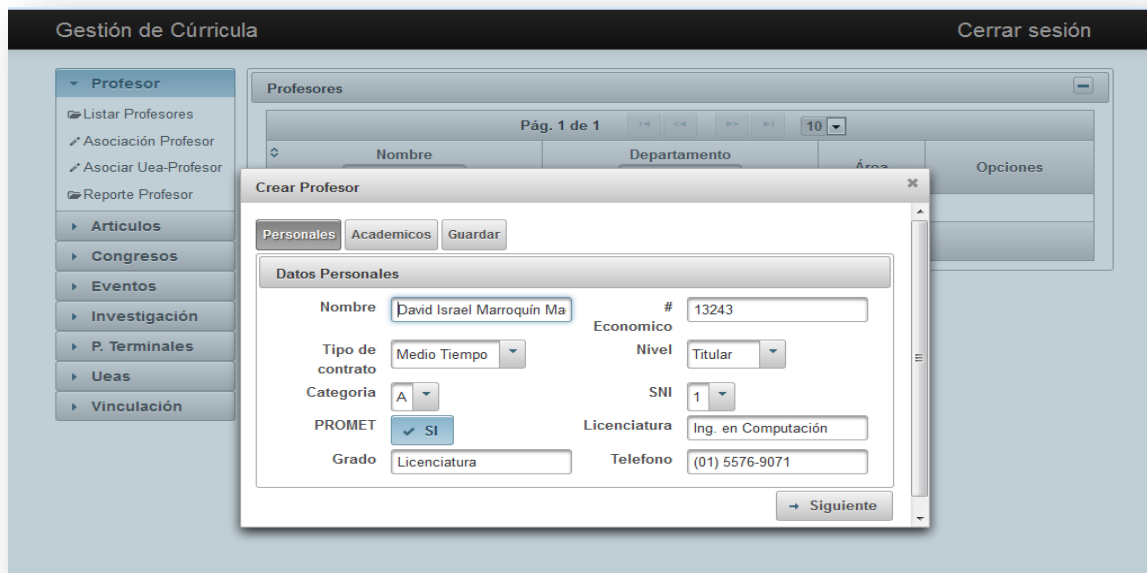 Gestión de Cúrricula Cerrar sesión
Profesor
Listar Profesores
Asociación Profesor
Asociar Uea-Profesor
Reporte Profesor
Articulos
Congresos
Eventos
Investigación
P. Terminales
Ueas
Vinculación
Profesores
Pág. 1 de 1 10
Nombre Departamento Área Opciones
Crear Profesor
Personales Academicos Guardar
Datos Personales
Nombre David Israel Marroquín Ma # Economico 13243
Tipo de contrato Medio Tiempo Nivel Titular
Categoria A SNI 1
PROMET SI Licenciatura Ing. en Computación
Grado Licenciatura Telefono (01) 5576-9071
Siguiente